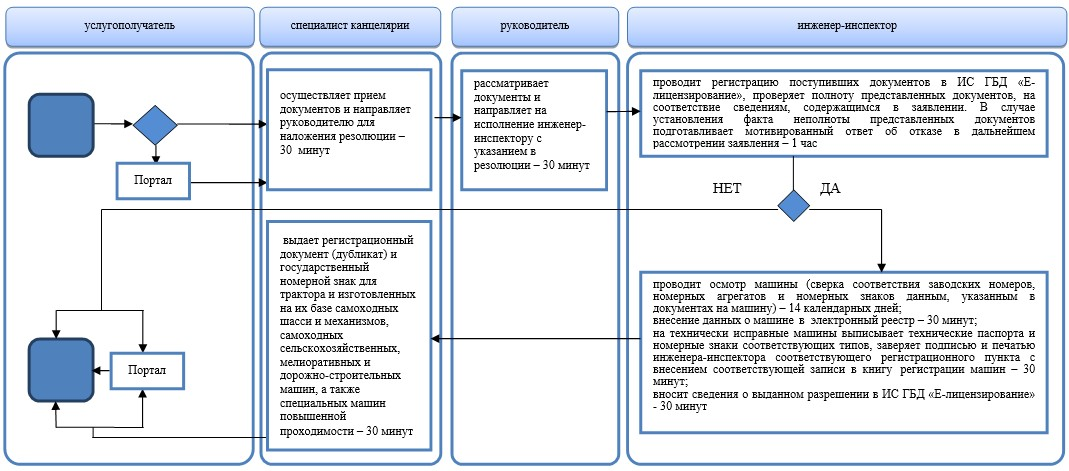 услугополучатель
специалист канцелярии
руководитель
инженер-инспектор
осуществляет прием
документов и направляет
руководителю для
наложения резолюции –
30 минут
Портал
рассматривает
документы и
направляет на
исполнение инженер-
инспектору с
указанием в
резолюции – 30 минут
проводит регистрацию поступивших документов в ИС ГБД «Е-
лицензирование», проверяет полноту представленных документов, на
соответствие сведениям, содержащимся в заявлении. В случае
установления факта неполноты представленных документов
подготавливает мотивированный ответ об отказе в дальнейшем
рассмотрении заявления – 1 час
НЕТ
ДА
выдает регистрационный
документ (дубликат) и
государственный
номерной знак для
трактора и изготовленных
на их базе самоходных
шасси и механизмов,
самоходных
сельскохозяйственных,
мелиоративных и
дорожно-строительных
машин, а также
специальных машин
повышенной
проходимости – 30 минут
проводит осмотр машины (сверка соответствия заводских номеров,
номерных агрегатов и номерных знаков данным, указанным в
документах на машину) – 14 календарных дней;
внесение данных о машине в электронный реестр – 30 минут;
на технически исправные машины выписывает технические паспорта и
номерные знаки соответствующих типов, заверяет подписью и печатью
инженера-инспектора соответствующего регистрационного пункта с
внесением соответствующей записи в книгу регистрации машин – 30
минут;
вносит сведения о выданном разрешении в ИС ГБД «Е-лицензирование»
- 30 минут
Портал